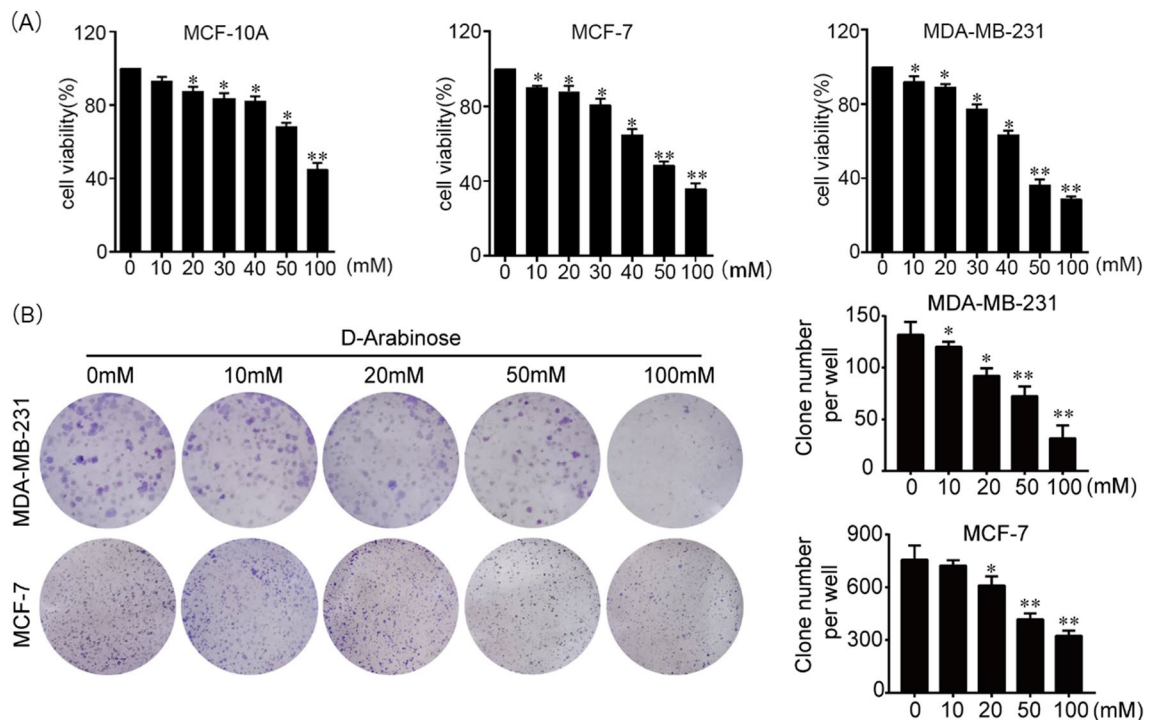 (A)
MCF-10A
cell viability(%)
120
80
40
0
* * * * **
0 10 20 30 40 50 100 (mM)
MCF-7
cell viability(%)
120
80
40
0
* * * * ** **
0 10 20 30 40 50 100 (mM)
MDA-MB-231
cell viability(%)
120
80
40
0
* * * * ** **
0 10 20 30 40 50 100 (mM)
(B)
D-Arabinose
0mM 10mM 20mM 50mM 100mM
MDA-MB-231
MCF-7
MDA-MB-231
Clone number
per well
150
100
50
0
* * ** **
0 10 20 50 100 (mM)
MCF-7
Clone number
per well
900
600
300
0
* ** **
0 10 20 50 100 (mM)